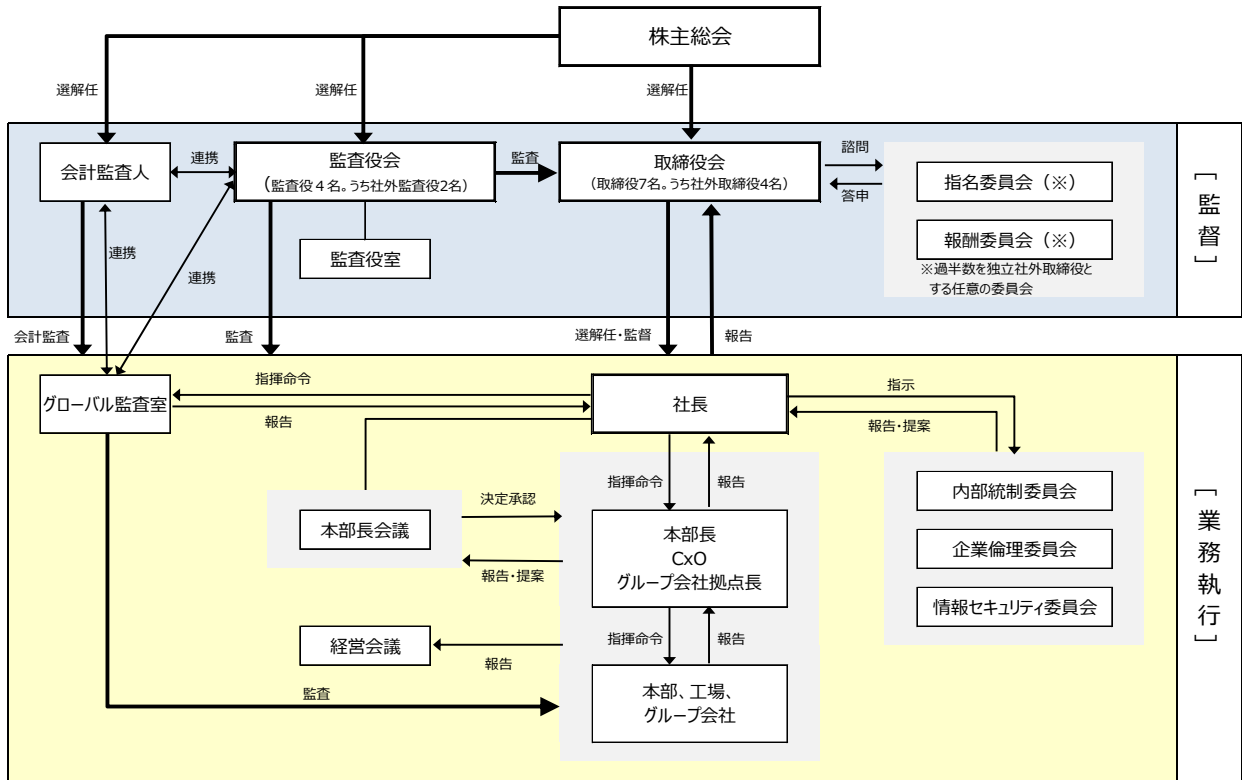 株主総会
選解任
選解任
選解任
会計監査人
連携
監査役会
(監査役４名。うち社外監査役2名)
監査
取締役会
(取締役7名。うち社外取締役4名)
諮問
答申
指名委員会（※）
報酬委員会（※）
※過半数を独立社外取締役と
する任意の委員会
［監督］
監査役室
連携
連携
会計監査
監査
選解任・監督
報告
グローバル監査室
指揮命令
報告
社長
指示
報告・提案
指揮命令
報告
本部長会議
決定承認
報告・提案
本部長
CxO
グループ会社拠点長
内部統制委員会
企業倫理委員会
情報セキュリティ委員会
［業務執行］
経営会議
報告
指揮命令
報告
監査
本部、工場、
グループ会社